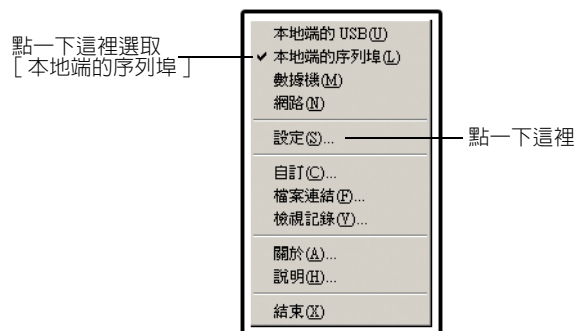 點一下這裡選取
[ 本地端的序列埠 ]
本地端的 USB(U)
✓ 本地端的序列埠(L)
數據機(M)
網路(N)
設定(S)...
點一下這裡
自訂(C)...
檔案連結(F)...
檢視記錄(V)...
關於(A)...
説明(H)...
結束(X)